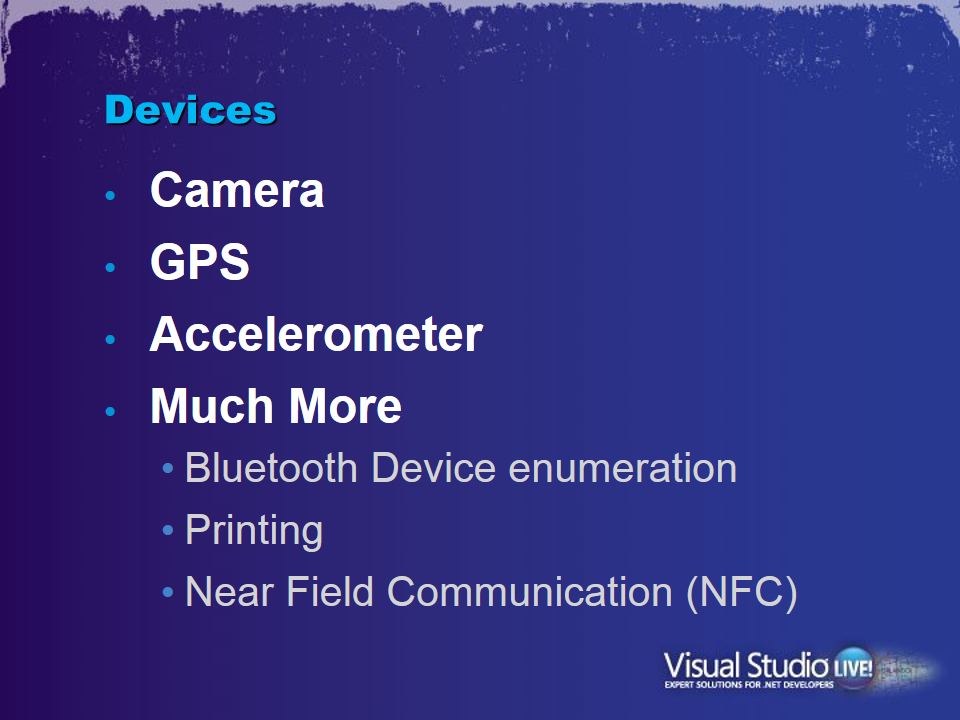 Devices
• Camera
• GPS
• Accelerometer
• Much More
• Bluetooth Device enumeration
• Printing
• Near Field Communication (NFC)
Visual Studio LIVE!
EXPERT SOLUTIONS FOR .NET DEVELOPERS